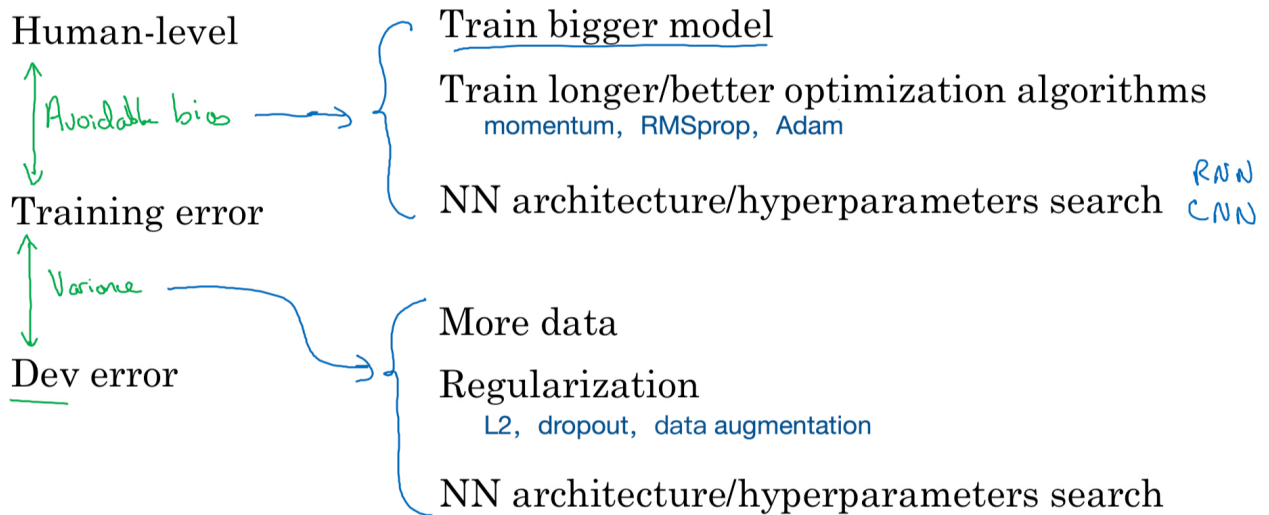 Human-level
Avoidable bias
Training error
Variance
Dev error
Train bigger model
Train longer/better optimization algorithms
momentum, RMSprop, Adam
NN architecture/hyperparameters search
RNN
CNN
More data
Regularization
L2, dropout, data augmentation
NN architecture/hyperparameters search